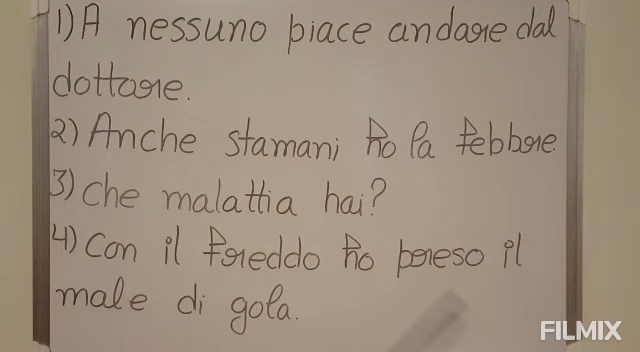 1) A nessuno piace andare dal
dottore.
2) Anche stamani ho la febbre
3) Che malattia hai?
4) Con il freddo ho preso il
male di gola.
FILMIX